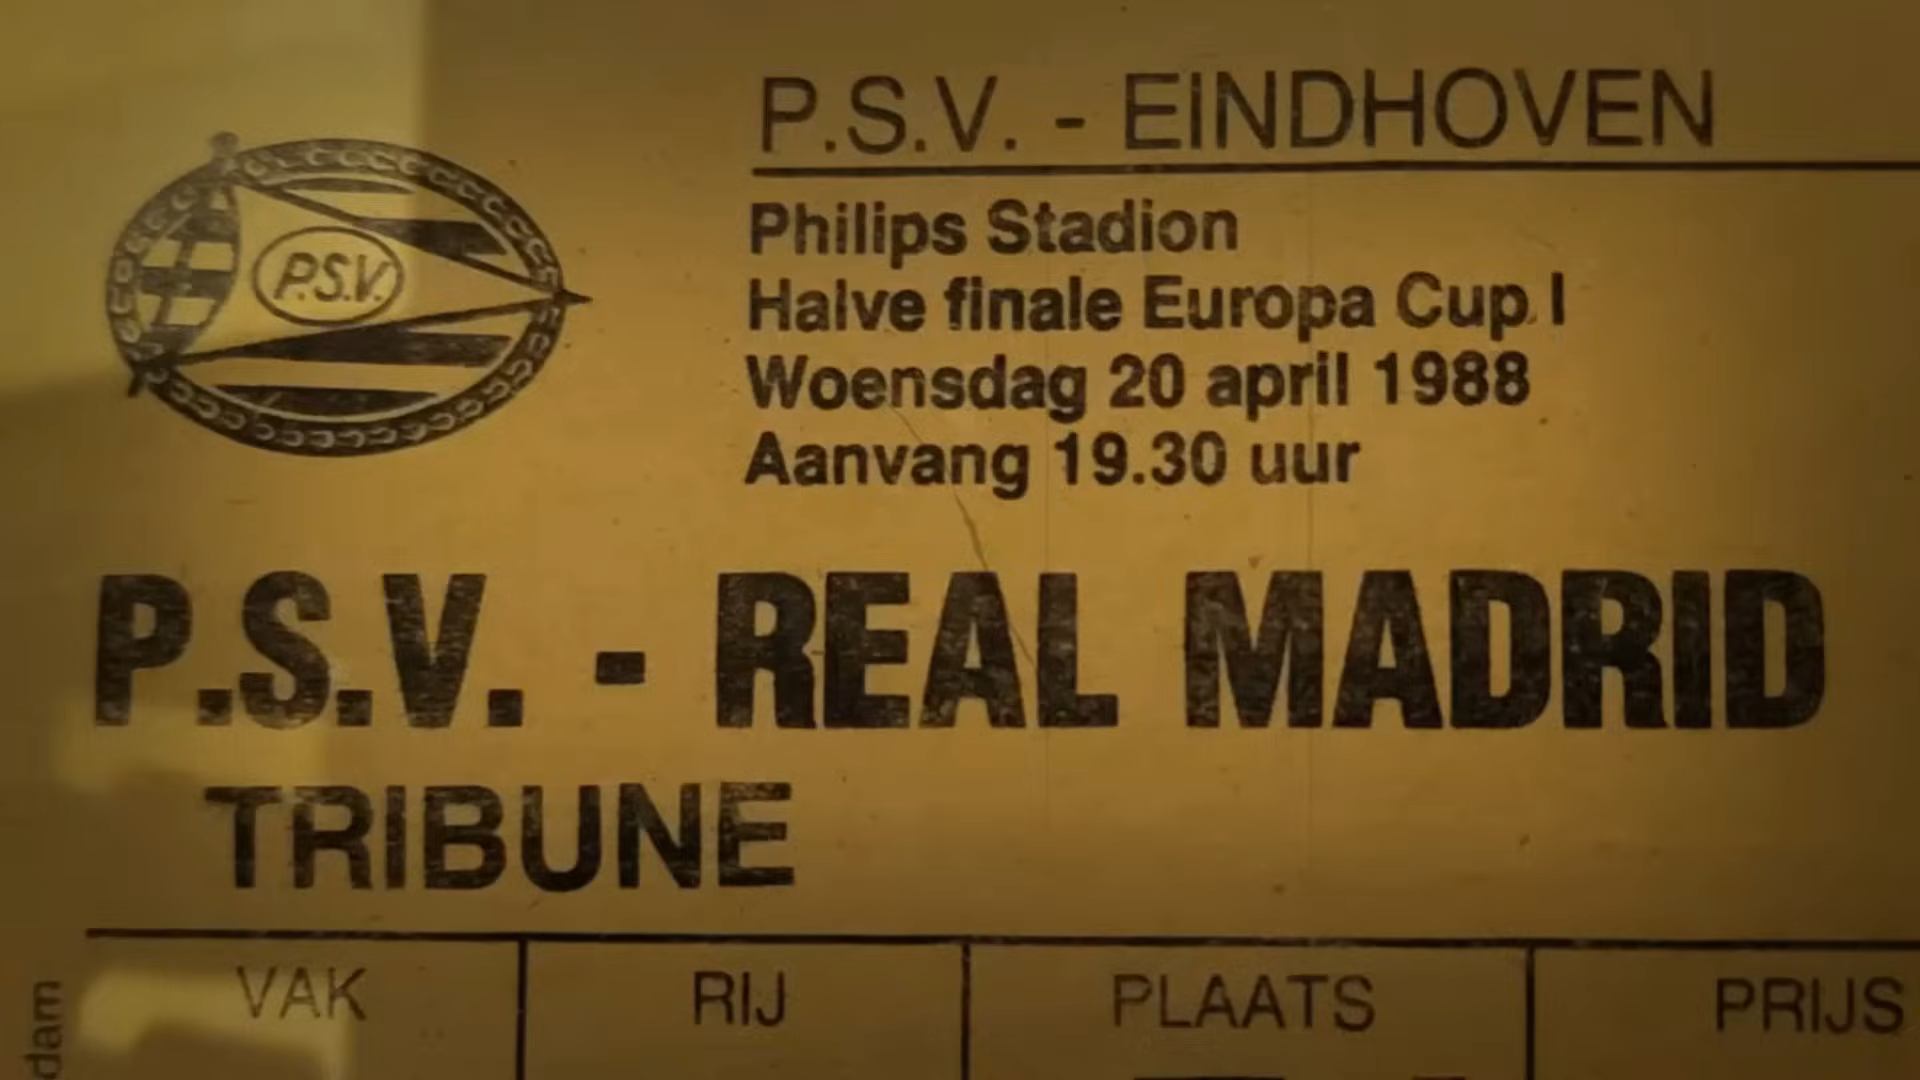 P.S.V. - EINDHOVEN
P.S.V.
Philips Stadion
Halve finale Europa Cup I
Woensdag 20 april 1988
Aanvang 19.30 uur
P.S.V. - REAL MADRID
TRIBUNE
VAK RIJ PLAATS PRIJS
dam